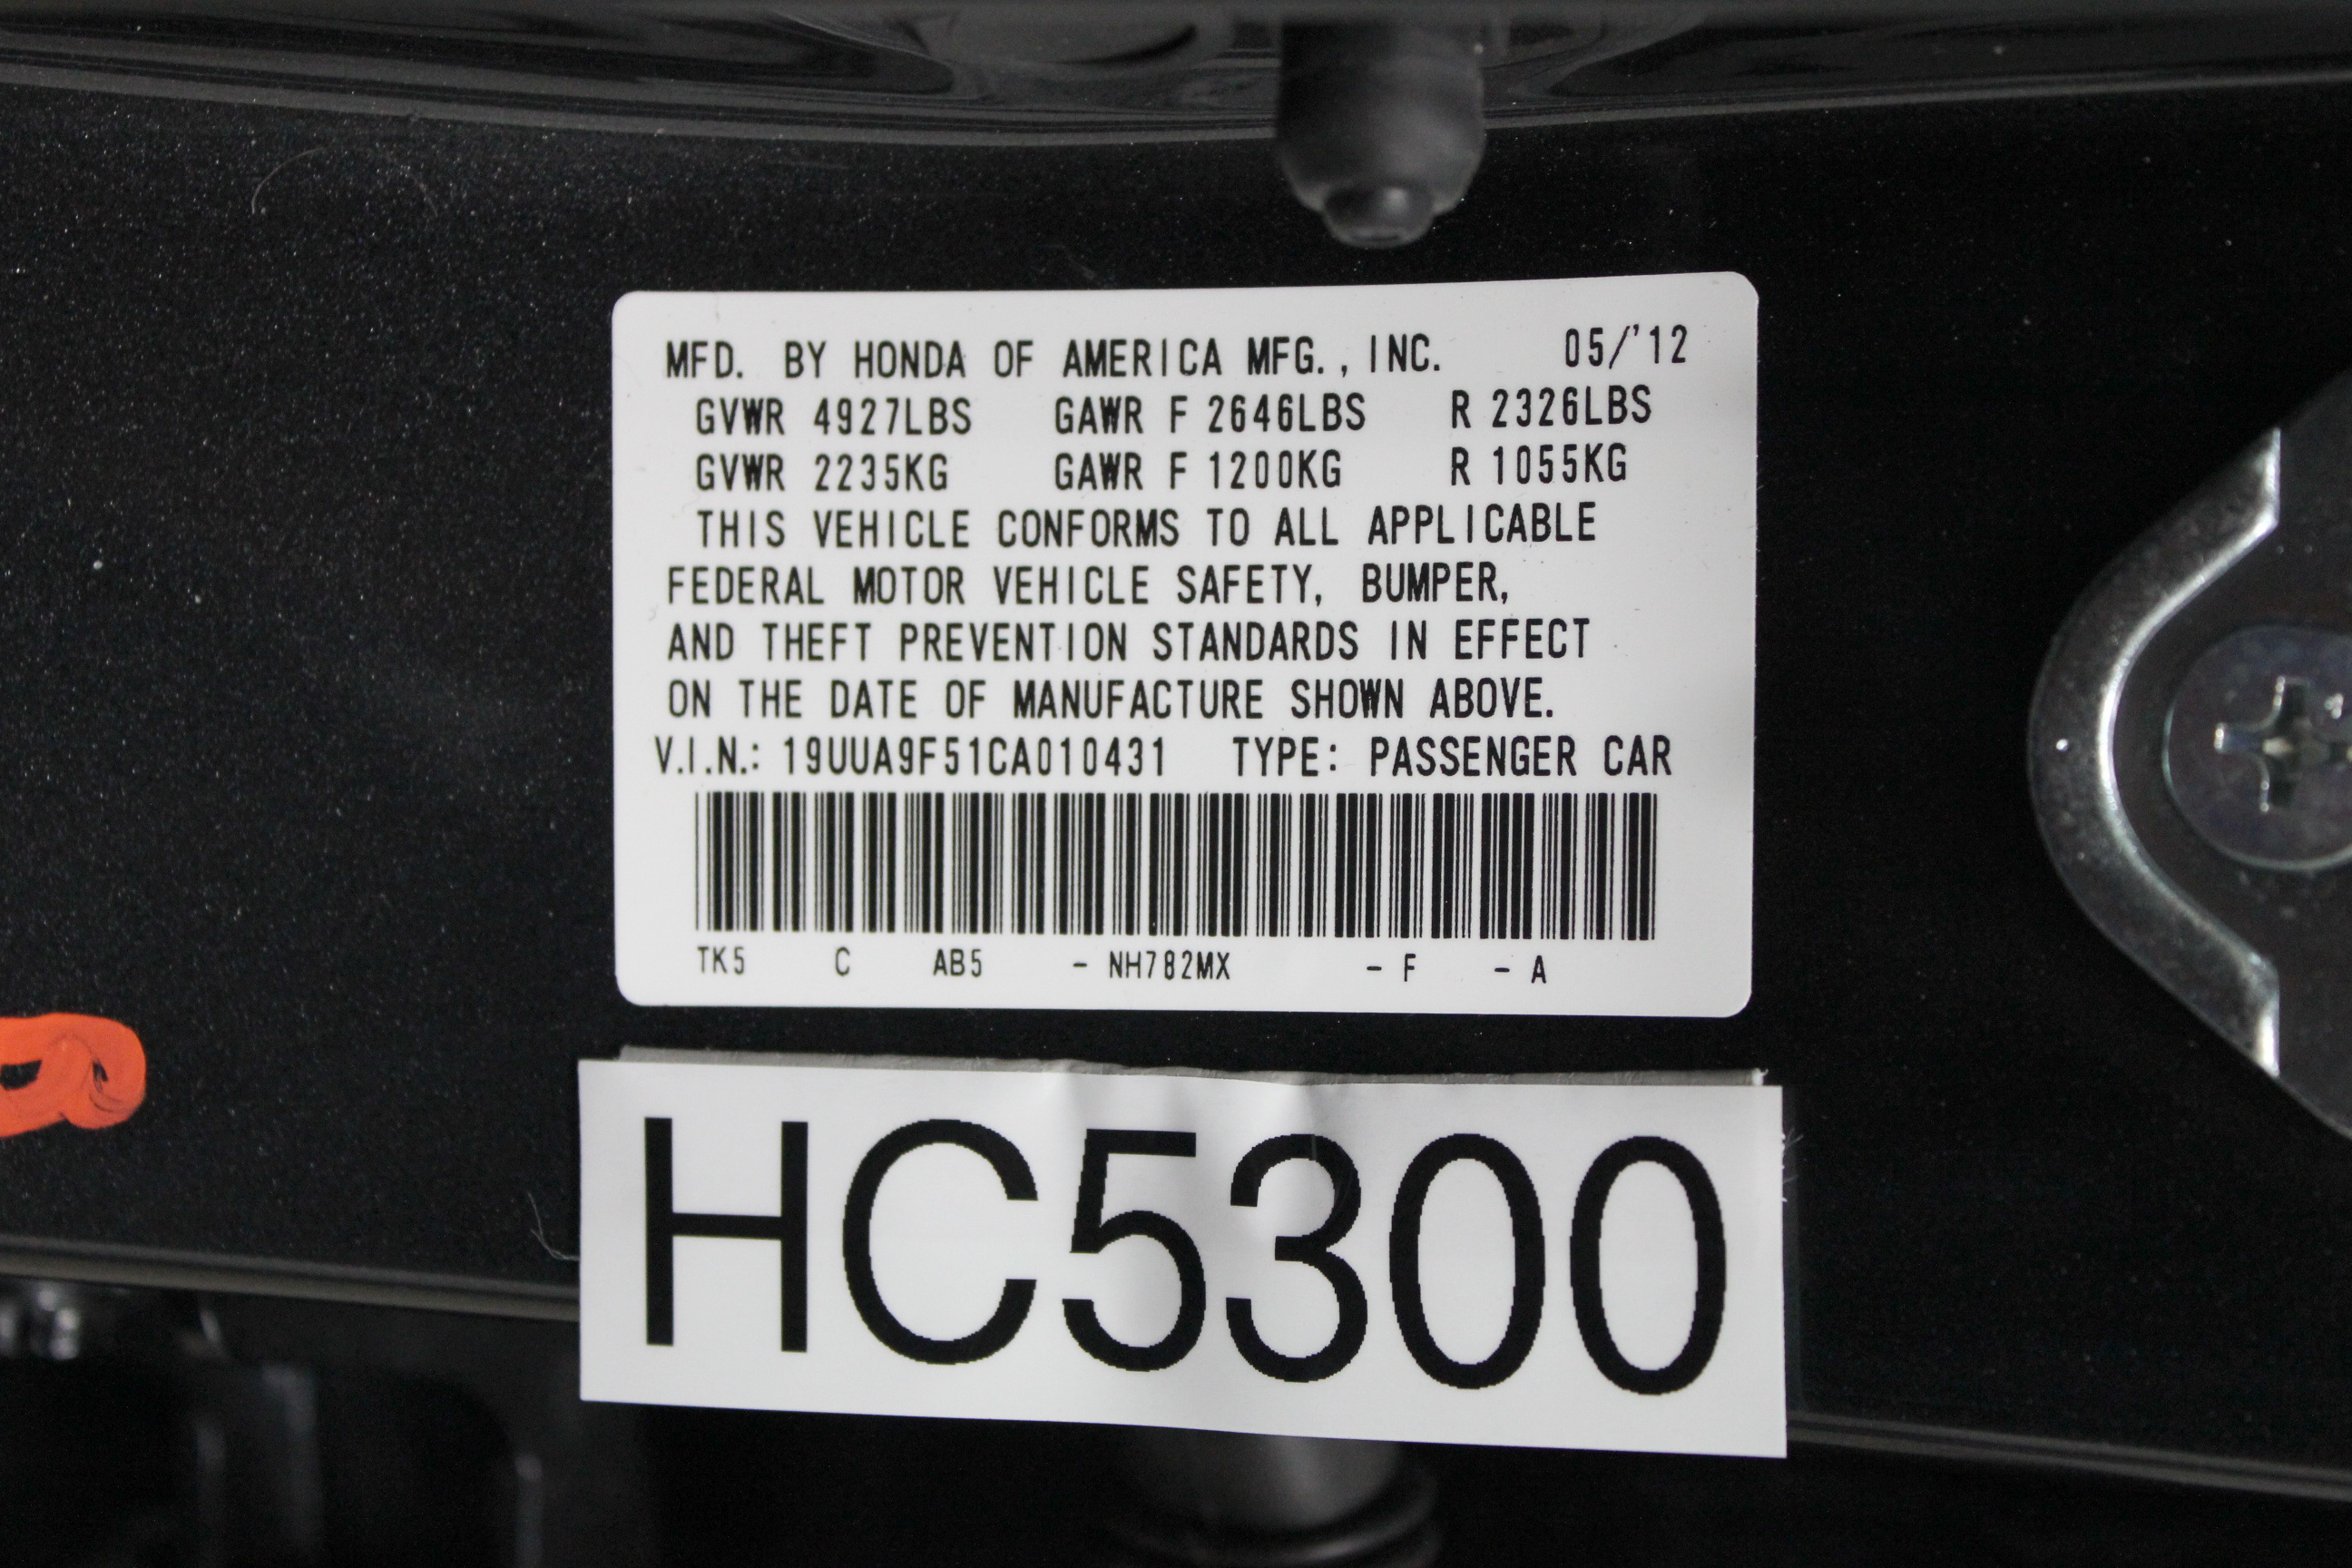 MFD. BY HONDA OF AMERICA MFG., INC. 05/'12
GVWR 4927LBS GAWR F 2646LBS R 2326LBS
GVWR 2235KG GAWR F 1200KG R 1055KG
THIS VEHICLE CONFORMS TO ALL APPLICABLE
FEDERAL MOTOR VEHICLE SAFETY, BUMPER,
AND THEFT PREVENTION STANDARDS IN EFFECT
ON THE DATE OF MANUFACTURE SHOWN ABOVE.
V.I.N.: 19UUA9F51CA010431 TYPE: PASSENGER CAR
TK5 C AB5 - NH782MX - F - A
HC5300